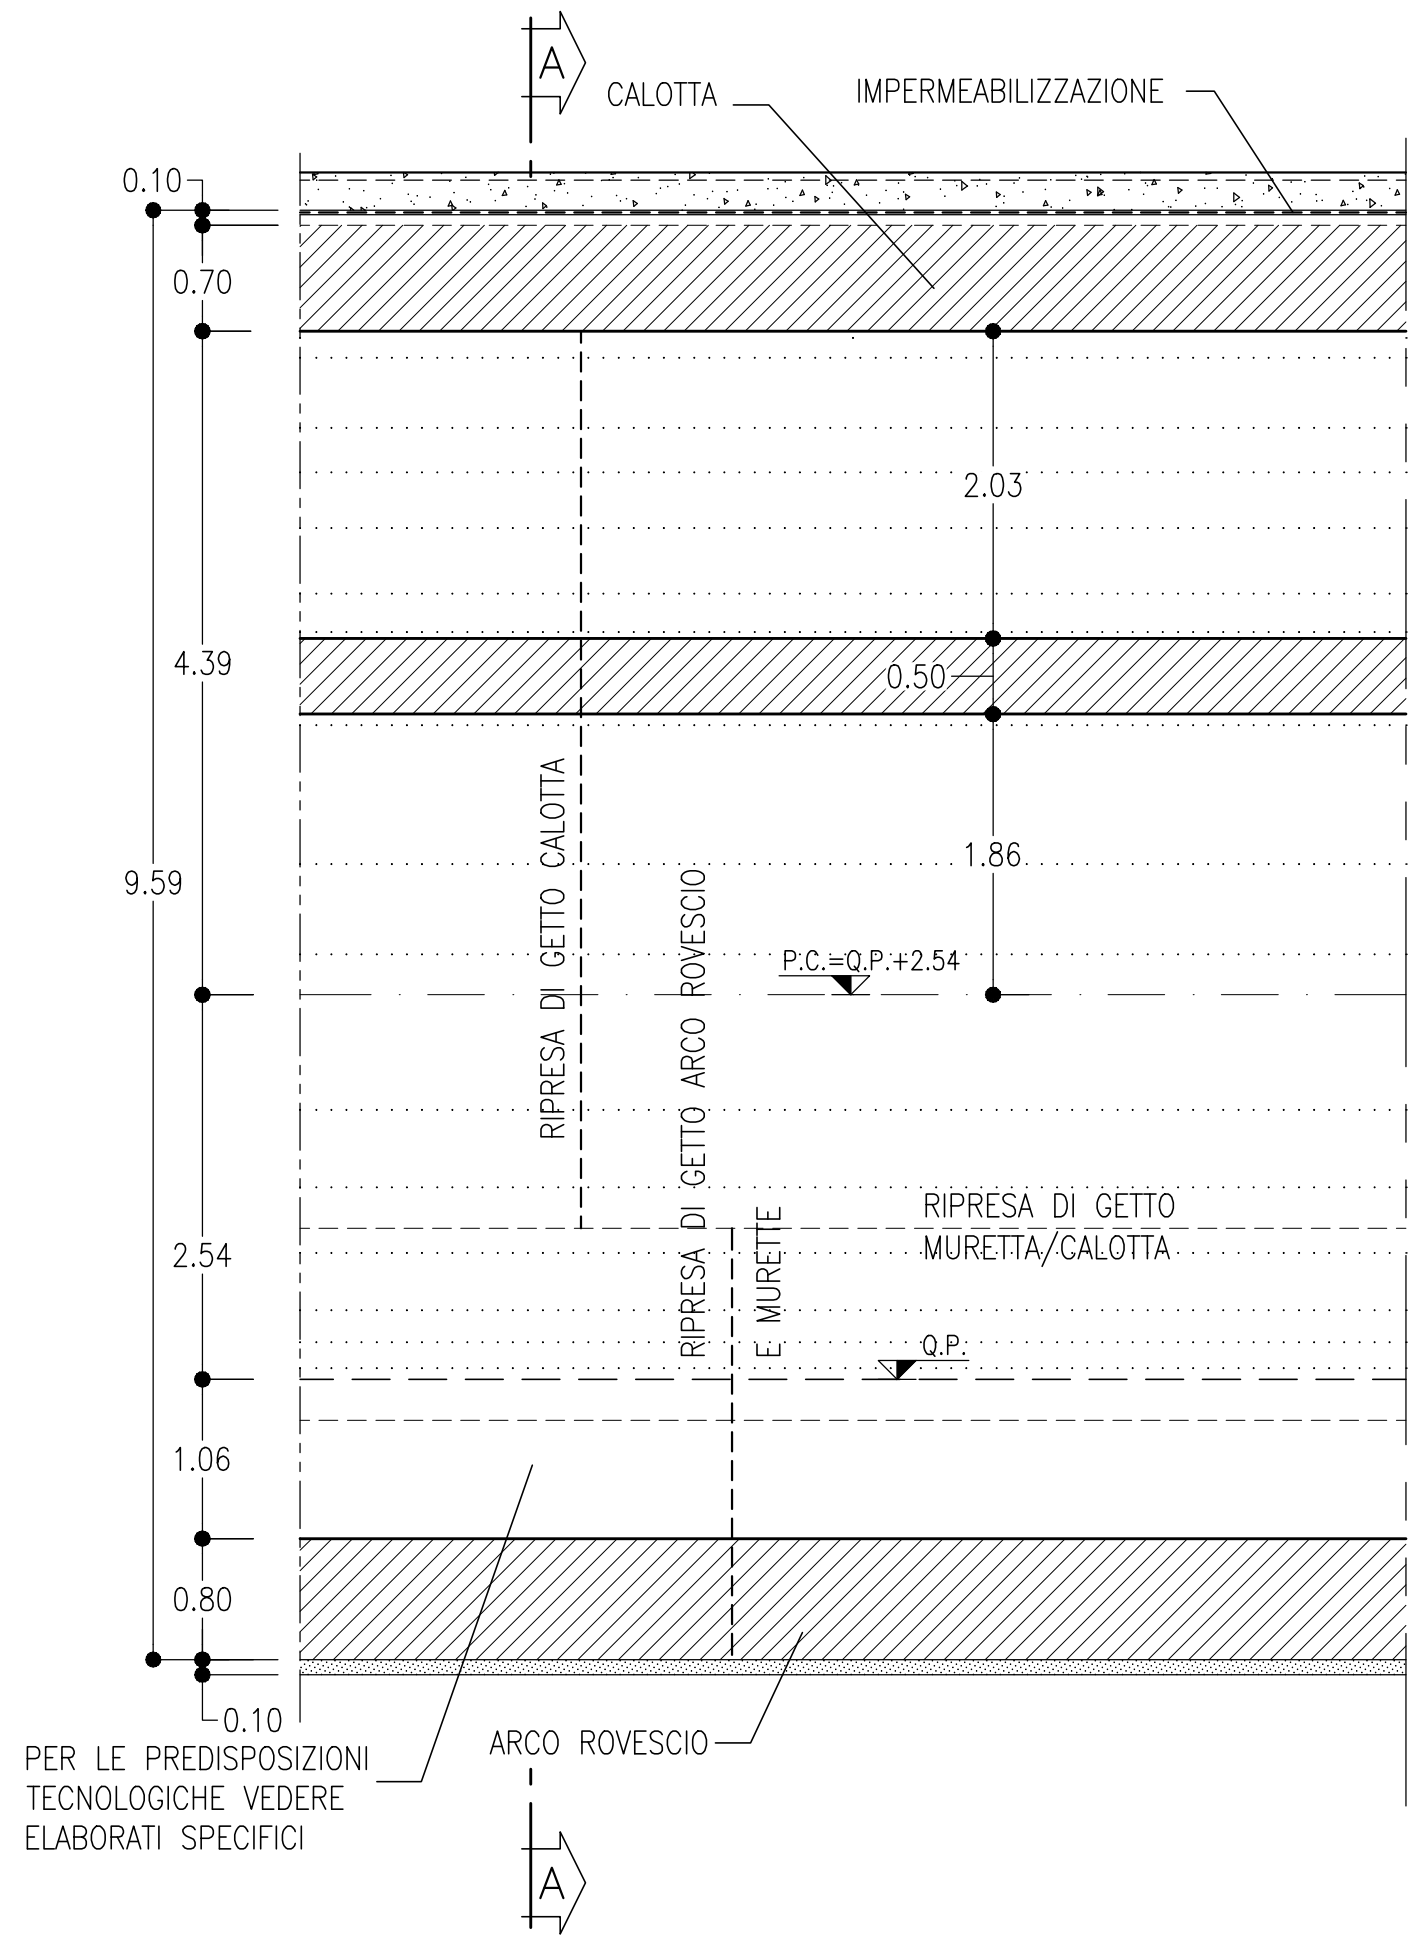 A
CALOTTA
IMPERMEABILIZZAZIONE
0.10
0.70
2.03
4.39
0.50
RIPRESA DI GETTO CALOTTA
1.86
9.59
RIPRESA DI GETTO ARCO ROVESCIO
E MURETTE
P.C.=Q.P.+2.54
RIPRESA DI GETTO
MURETTA/CALOTTA
2.54
Q.P.
1.06
0.80
0.10
ARCO ROVESCIO
PER LE PREDISPOSIZIONI
TECNOLOGICHE VEDERE
ELABORATI SPECIFICI
A